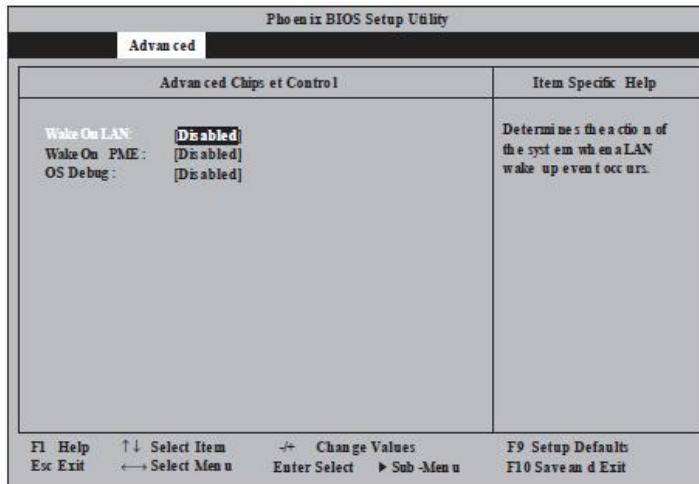 Phoenix BIOS Setup Utility
Advanced
Advanced Chipset Control
Item Specific Help
Wake On LAN: [Disabled]
Wake On PME: [Disabled]
OS Debug: [Disabled]
Determines the action of
the system when a LAN
wake up event occurs.
F1 Help ↑↓ Select Item -/+ Change Values F9 Setup Defaults
Esc Exit ←→ Select Menu Enter Select ▶ Sub-Menu F10 Save and Exit